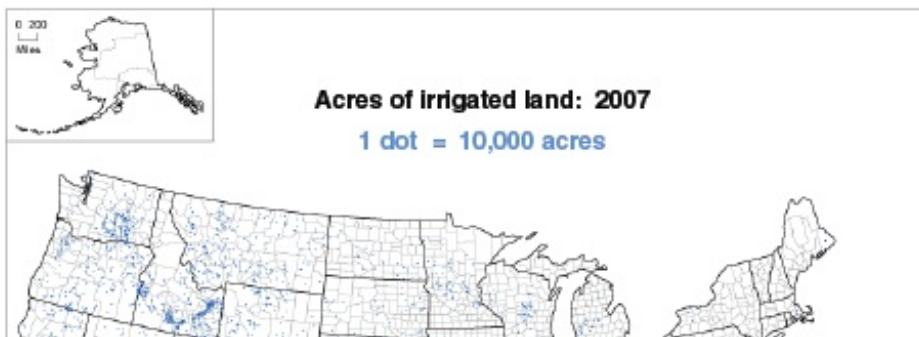 0 200
Miles
Acres of irrigated land: 2007
1 dot = 10,000 acres